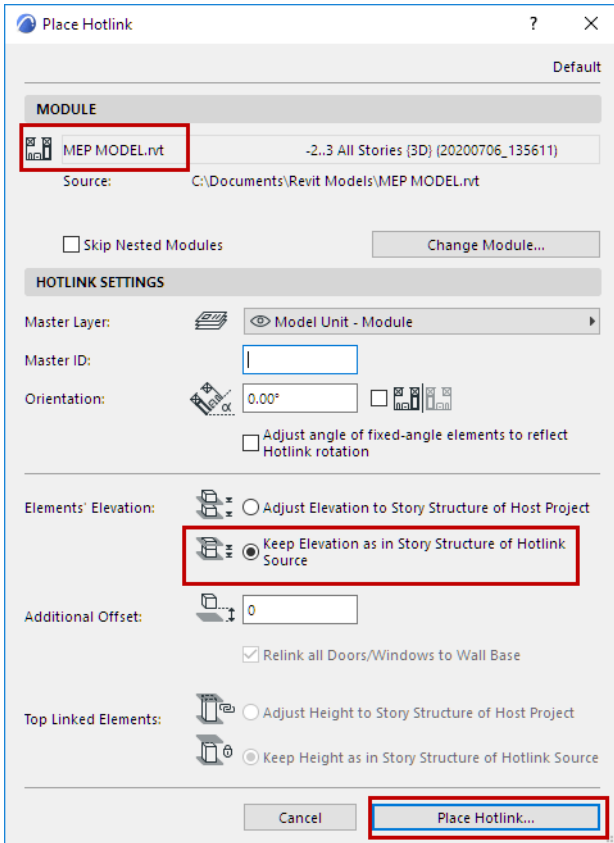 Place Hotlink
?
Default
MODULE
MEP MODEL.rvt -2..3 All Stories {3D} (20200706_135611)
Source: C:\Documents\Revit Models\MEP MODEL.rvt
Skip Nested Modules Change Module...
HOTLINK SETTINGS
Master Layer: Model Unit - Module
Master ID:
Orientation: α 0.00°
Adjust angle of fixed-angle elements to reflect
Hotlink rotation
Elements' Elevation: Adjust Elevation to Story Structure of Host Project
Keep Elevation as in Story Structure of Hotlink
Source
Additional Offset: 0
Relink all Doors/Windows to Wall Base
Top Linked Elements: Adjust Height to Story Structure of Host Project
Keep Height as in Story Structure of Hotlink Source
Cancel Place Hotlink...